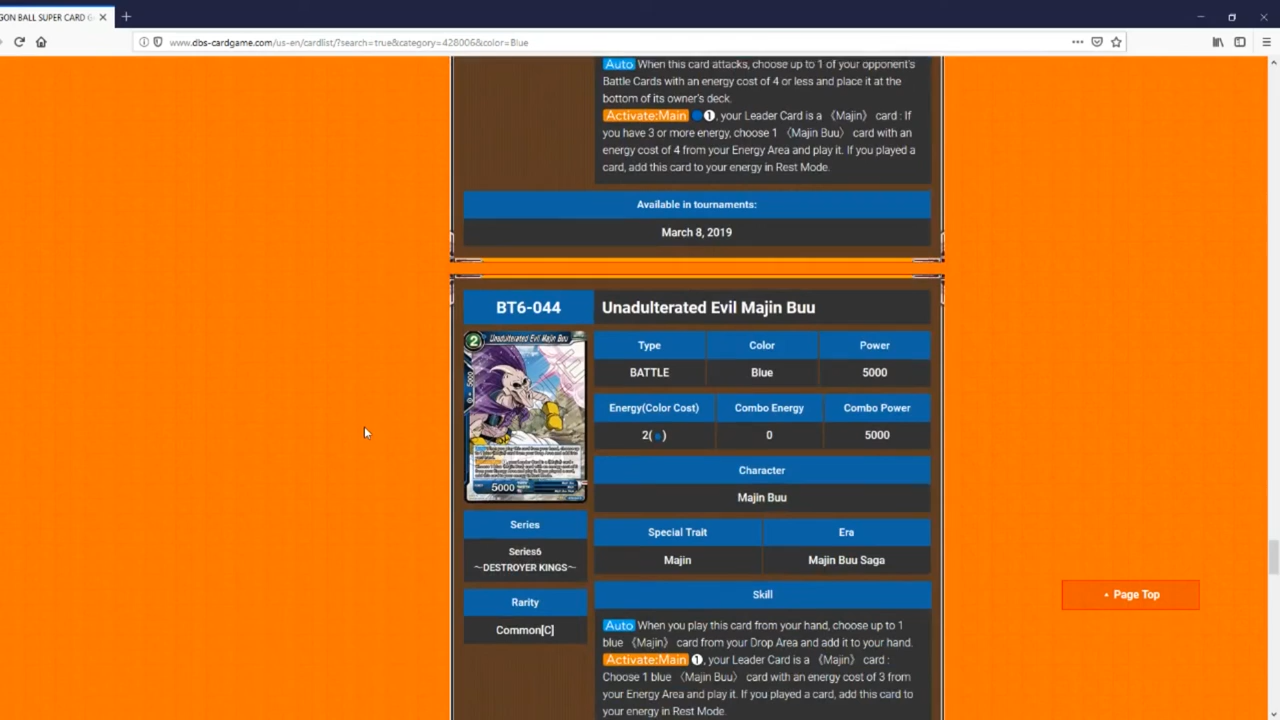 GON BALL SUPER CARD G
www.dbs-cardgame.com/us-en/cardlist/?search=true&category=428006&color=Blue
Auto When this card attacks, choose up to 1 of your opponent's
Battle Cards with an energy cost of 4 or less and place it at the
bottom of its owner's deck.
Activate:Main 1, your Leader Card is a 《Majin》 card : If
you have 3 or more energy, choose 1 〈Majin Buu〉 card with an
energy cost of 4 from your Energy Area and play it. If you played a
card, add this card to your energy in Rest Mode.
Available in tournaments:
March 8, 2019
BT6-044
Unadulterated Evil Majin Buu
2 Unadulterated Evil Majin Buu
5000
5000
Type
Color
Power
BATTLE
Blue
5000
Energy(Color Cost)
Combo Energy
Combo Power
2( )
0
5000
Character
Majin Buu
Series
Special Trait
Era
Series6
～DESTROYER KINGS～
Majin
Majin Buu Saga
Rarity
Common[C]
Skill
Page Top
Auto When you play this card from your hand, choose up to 1
blue 《Majin》 card from your Drop Area and add it to your hand.
Activate:Main 1, your Leader Card is a 《Majin》 card :
Choose 1 blue 〈Majin Buu〉 card with an energy cost of 3 from
your Energy Area and play it. If you played a card, add this card to
your energy in Rest Mode.